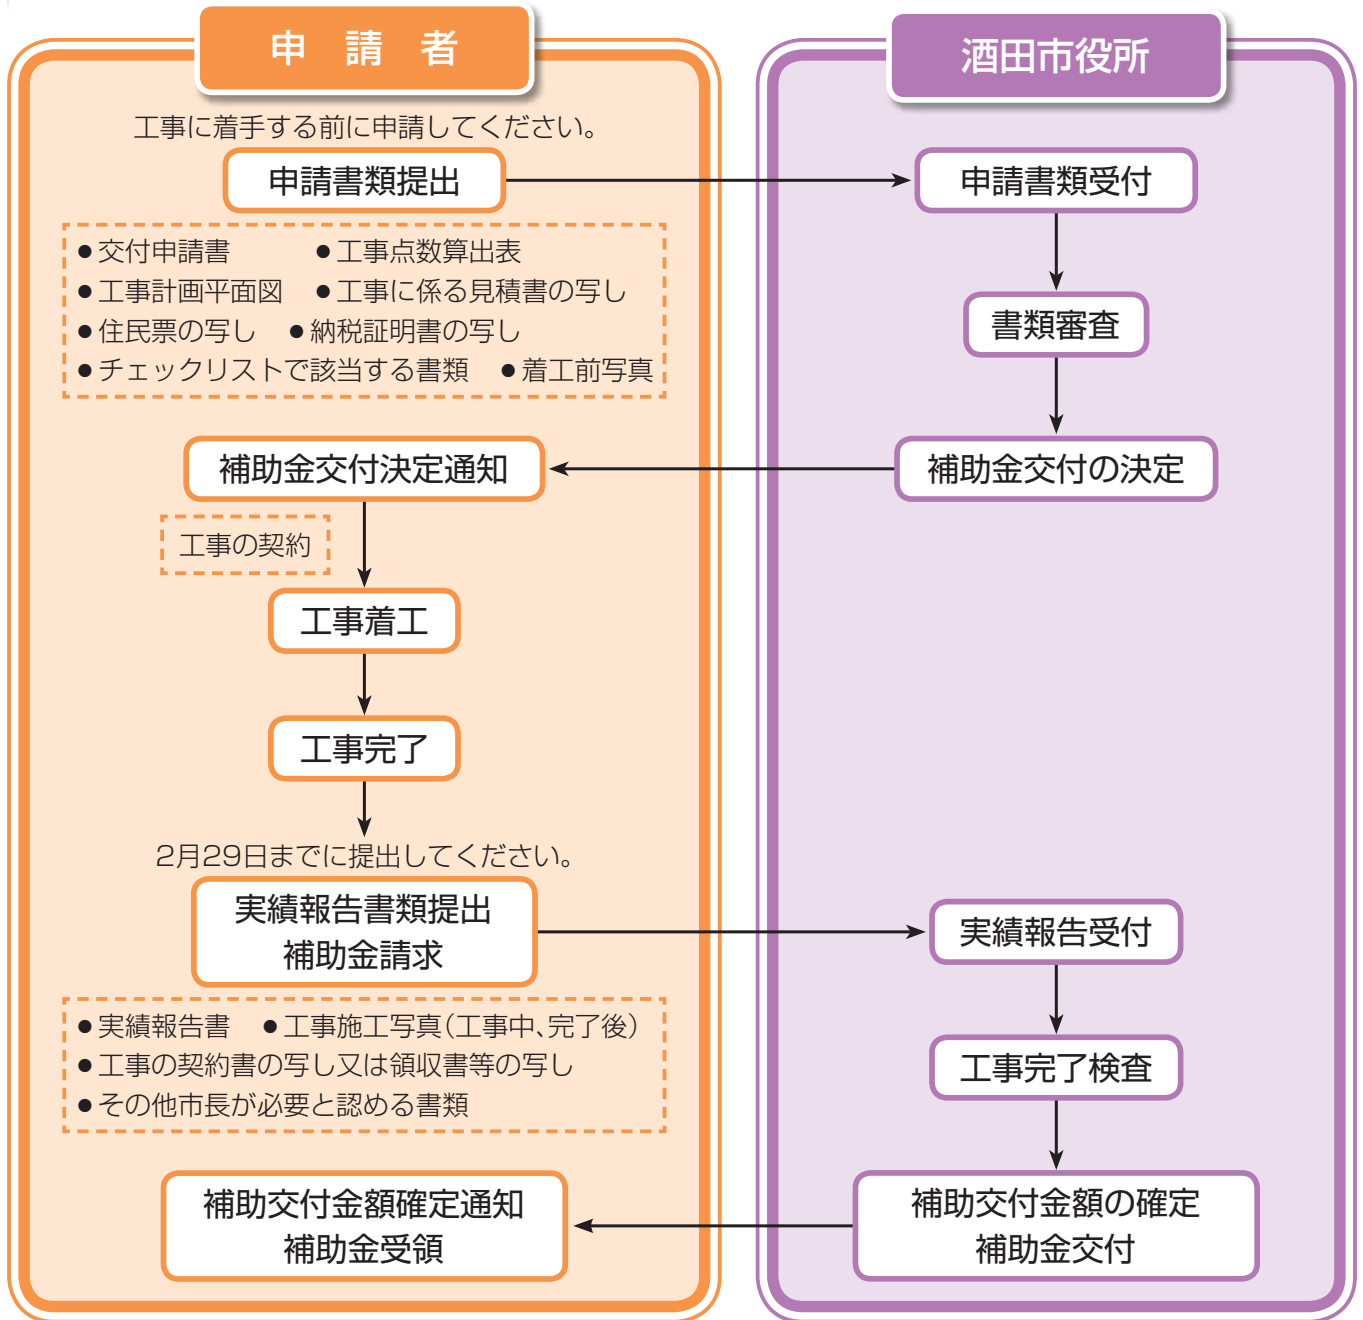 申 請 者
酒田市役所
工事に着手する前に申請してください。
申請書類提出
申請書類受付
●交付申請書 ●工事点数算出表
●工事計画平面図 ●工事に係る見積書の写し
●住民票の写し ●納税証明書の写し
●チェックリストで該当する書類 ●着工前写真
書類審査
補助金交付決定通知
補助金交付の決定
工事の契約
工事着工
工事完了
2月29日までに提出してください。
実績報告書類提出
補助金請求
実績報告受付
●実績報告書 ●工事施工写真(工事中、完了後)
●工事の契約書の写し又は領収書等の写し
●その他市長が必要と認める書類
工事完了検査
補助交付金額確定通知
補助金受領
補助交付金額の確定
補助金交付